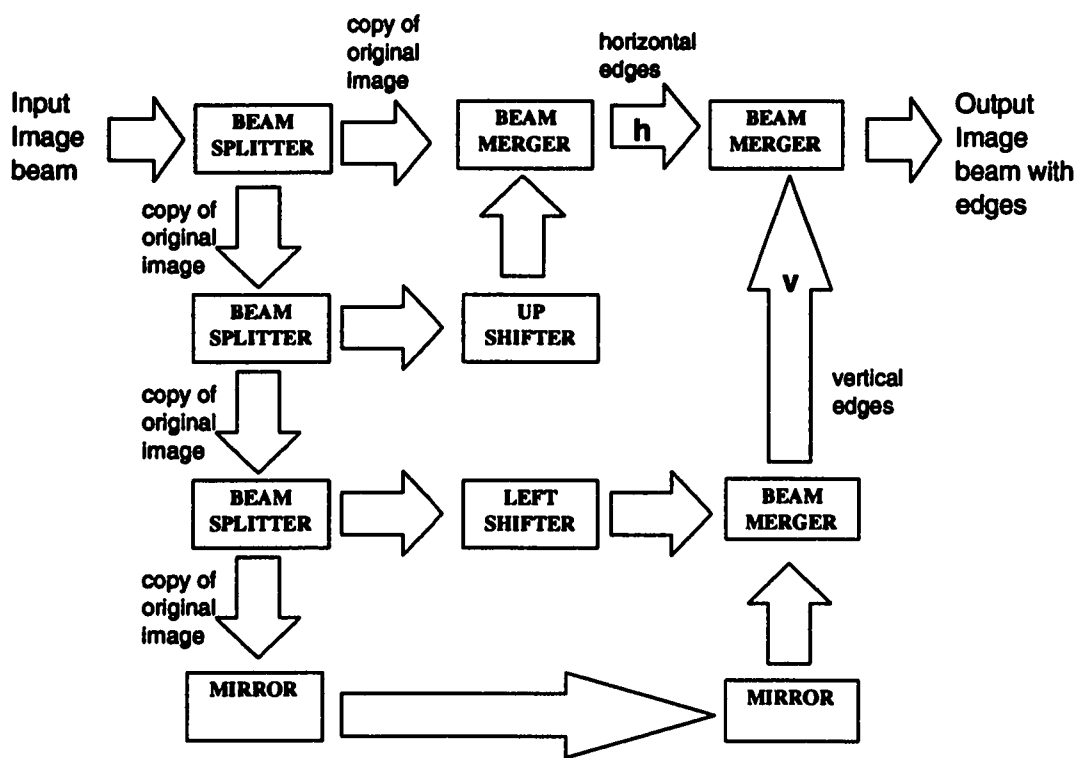 copy of
original
image
horizontal
edges
Input
Image
beam
BEAM
SPLITTER
BEAM
MERGER
h
BEAM
MERGER
Output
Image
beam with
edges
copy of
original
image
BEAM
SPLITTER
UP
SHIFTER
v
vertical
edges
copy of
original
image
BEAM
SPLITTER
LEFT
SHIFTER
BEAM
MERGER
copy of
original
image
MIRROR
MIRROR